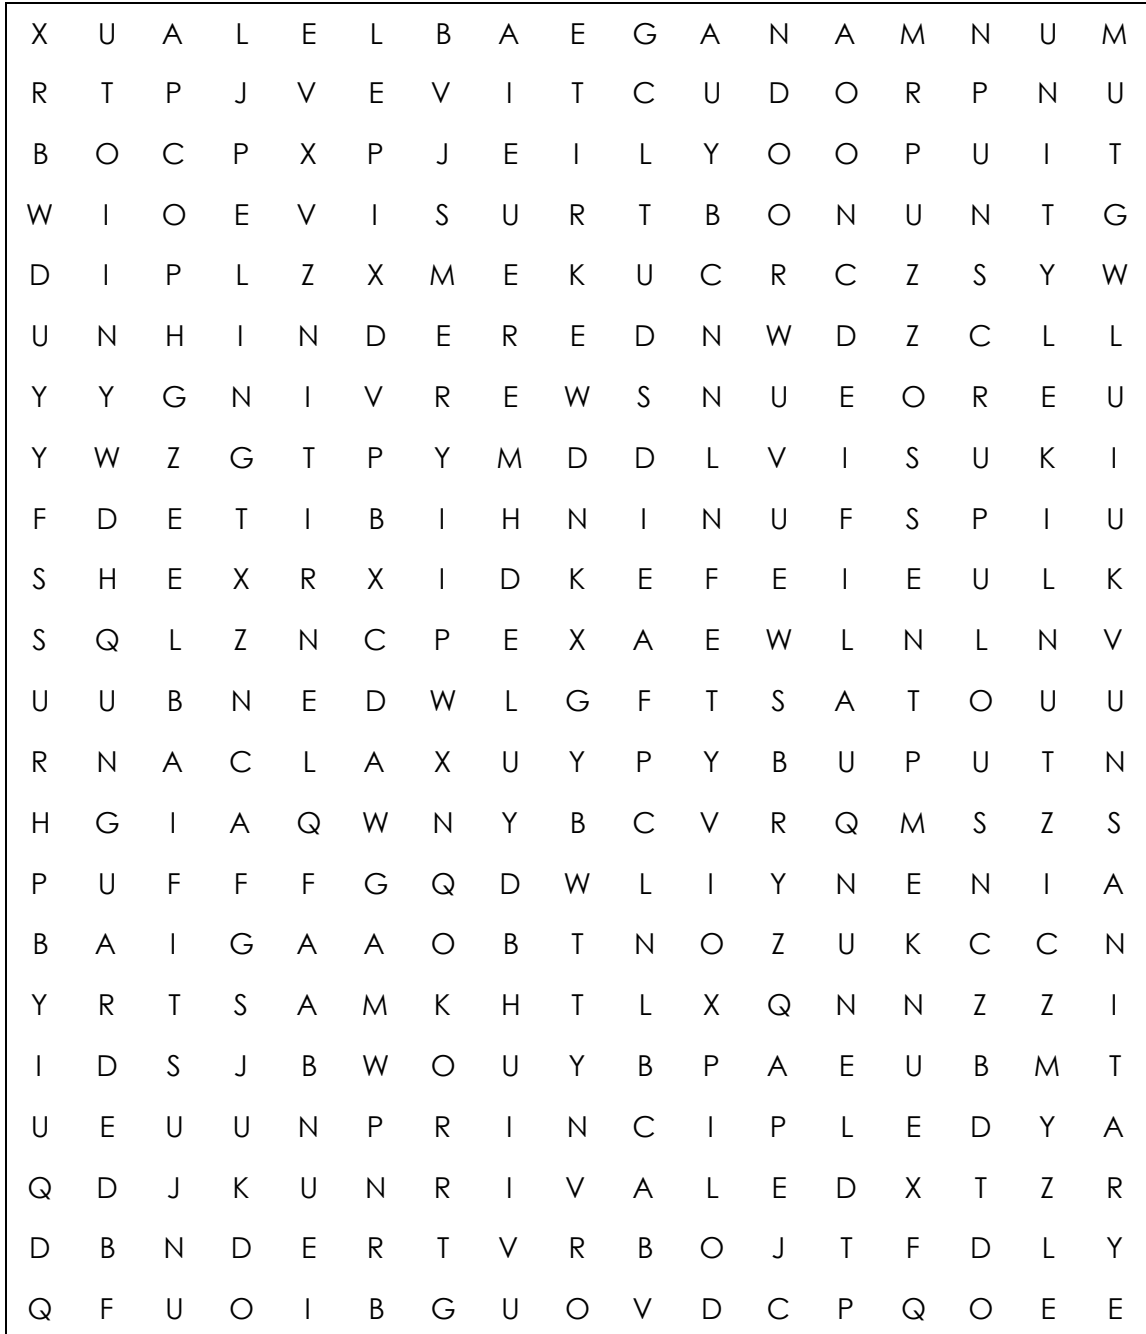 X U A L E L B A E G A N A M N U M
R T P J V E V I T C U D O R P N U
B O C P X P J E I L Y O O P U I T
W I O E V I S U R T B O N U N T G
D I P L Z X M E K U C R C Z S Y W
U N H I N D E R E D N W D Z C L L
Y Y G N I V R E W S N U E O R E U
Y W Z G T P Y M D D L V I S U K I
F D E T I B I H N I N U F S P I U
S H E X R X I D K E F E I E U L K
S Q L Z N C P E X A E W L N L N V
U U B N E D W L G F T S A T O U U
R N A C L A X U Y P Y B U P U T N
H G I A Q W N Y B C V R Q M S Z S
P U F F F G Q D W L I Y N E N I A
B A I G A A O B T N O Z U K C C N
Y R T S A M K H T L X Q N N Z Z I
I D S J B W O U Y B P A E U B M T
U E U U N P R I N C I P L E D Y A
Q D J K U N R I V A L E D X T Z R
D B N D E R T V R B O J T F D L Y
Q F U O I B G U O V D C P Q O E E